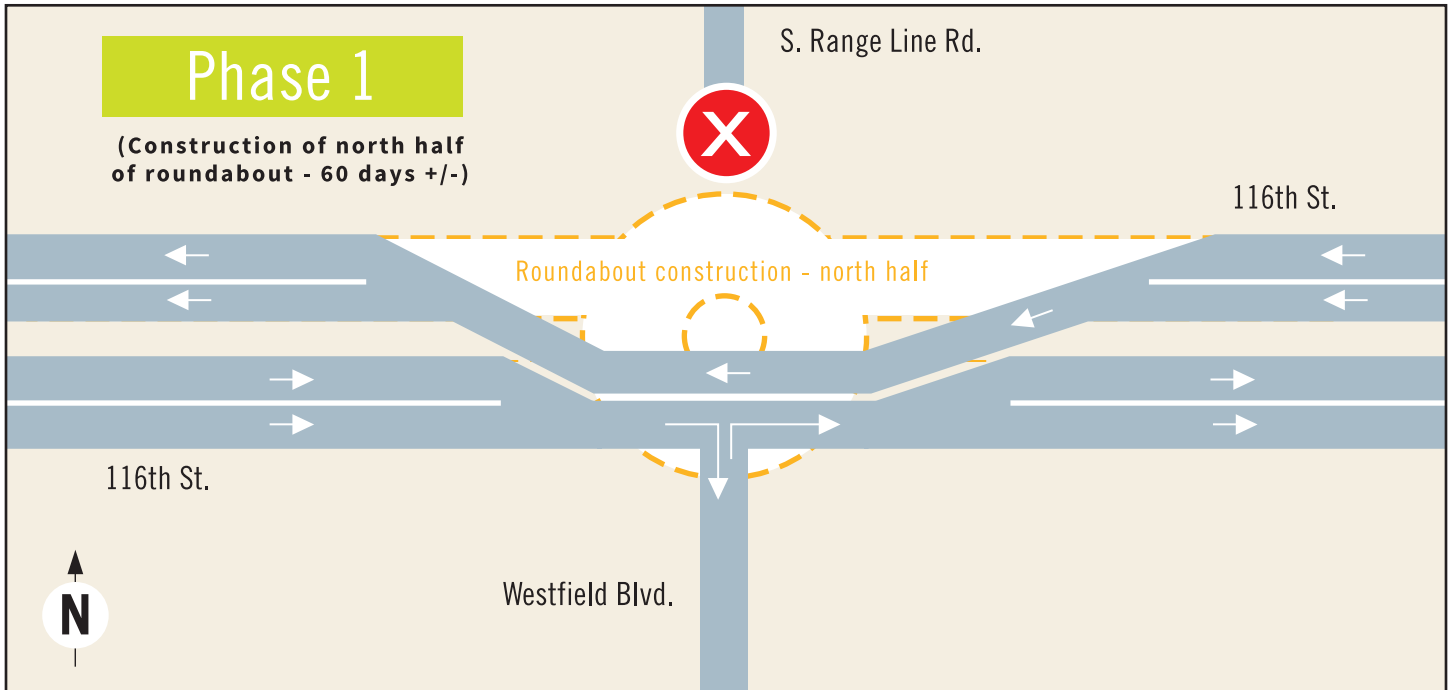 Phase 1
(Construction of north half
of roundabout - 60 days +/-)
S. Range Line Rd.
X
116th St.
Roundabout construction - north half
116th St.
Westfield Blvd.
N